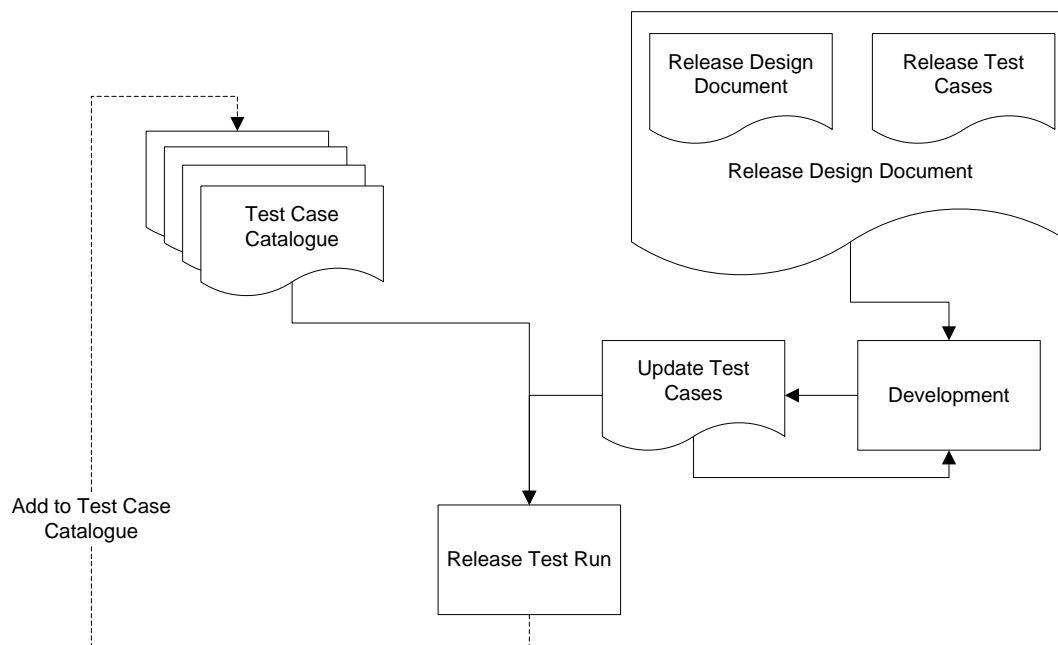 Release Design
Document
Release Test
Cases
Release Design Document
Test Case
Catalogue
Update Test
Cases
Development
Add to Test Case
Catalogue
Release Test Run